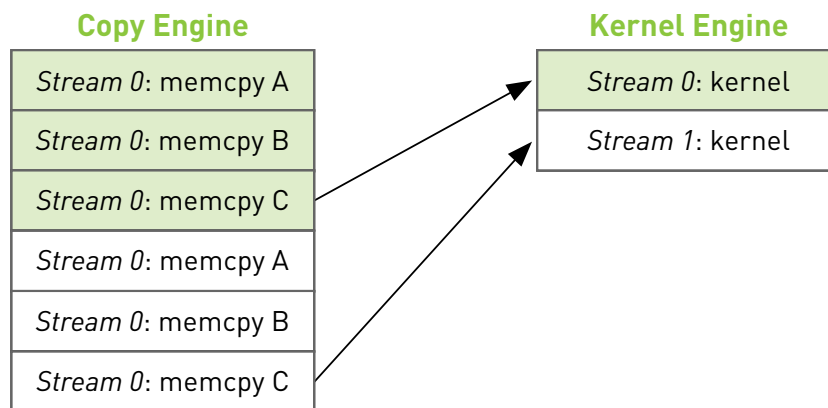 Copy Engine
Stream 0: memcpy A
Stream 0: memcpy B
Stream 0: memcpy C
Stream 0: memcpy A
Stream 0: memcpy B
Stream 0: memcpy C
Kernel Engine
Stream 0: kernel
Stream 1: kernel